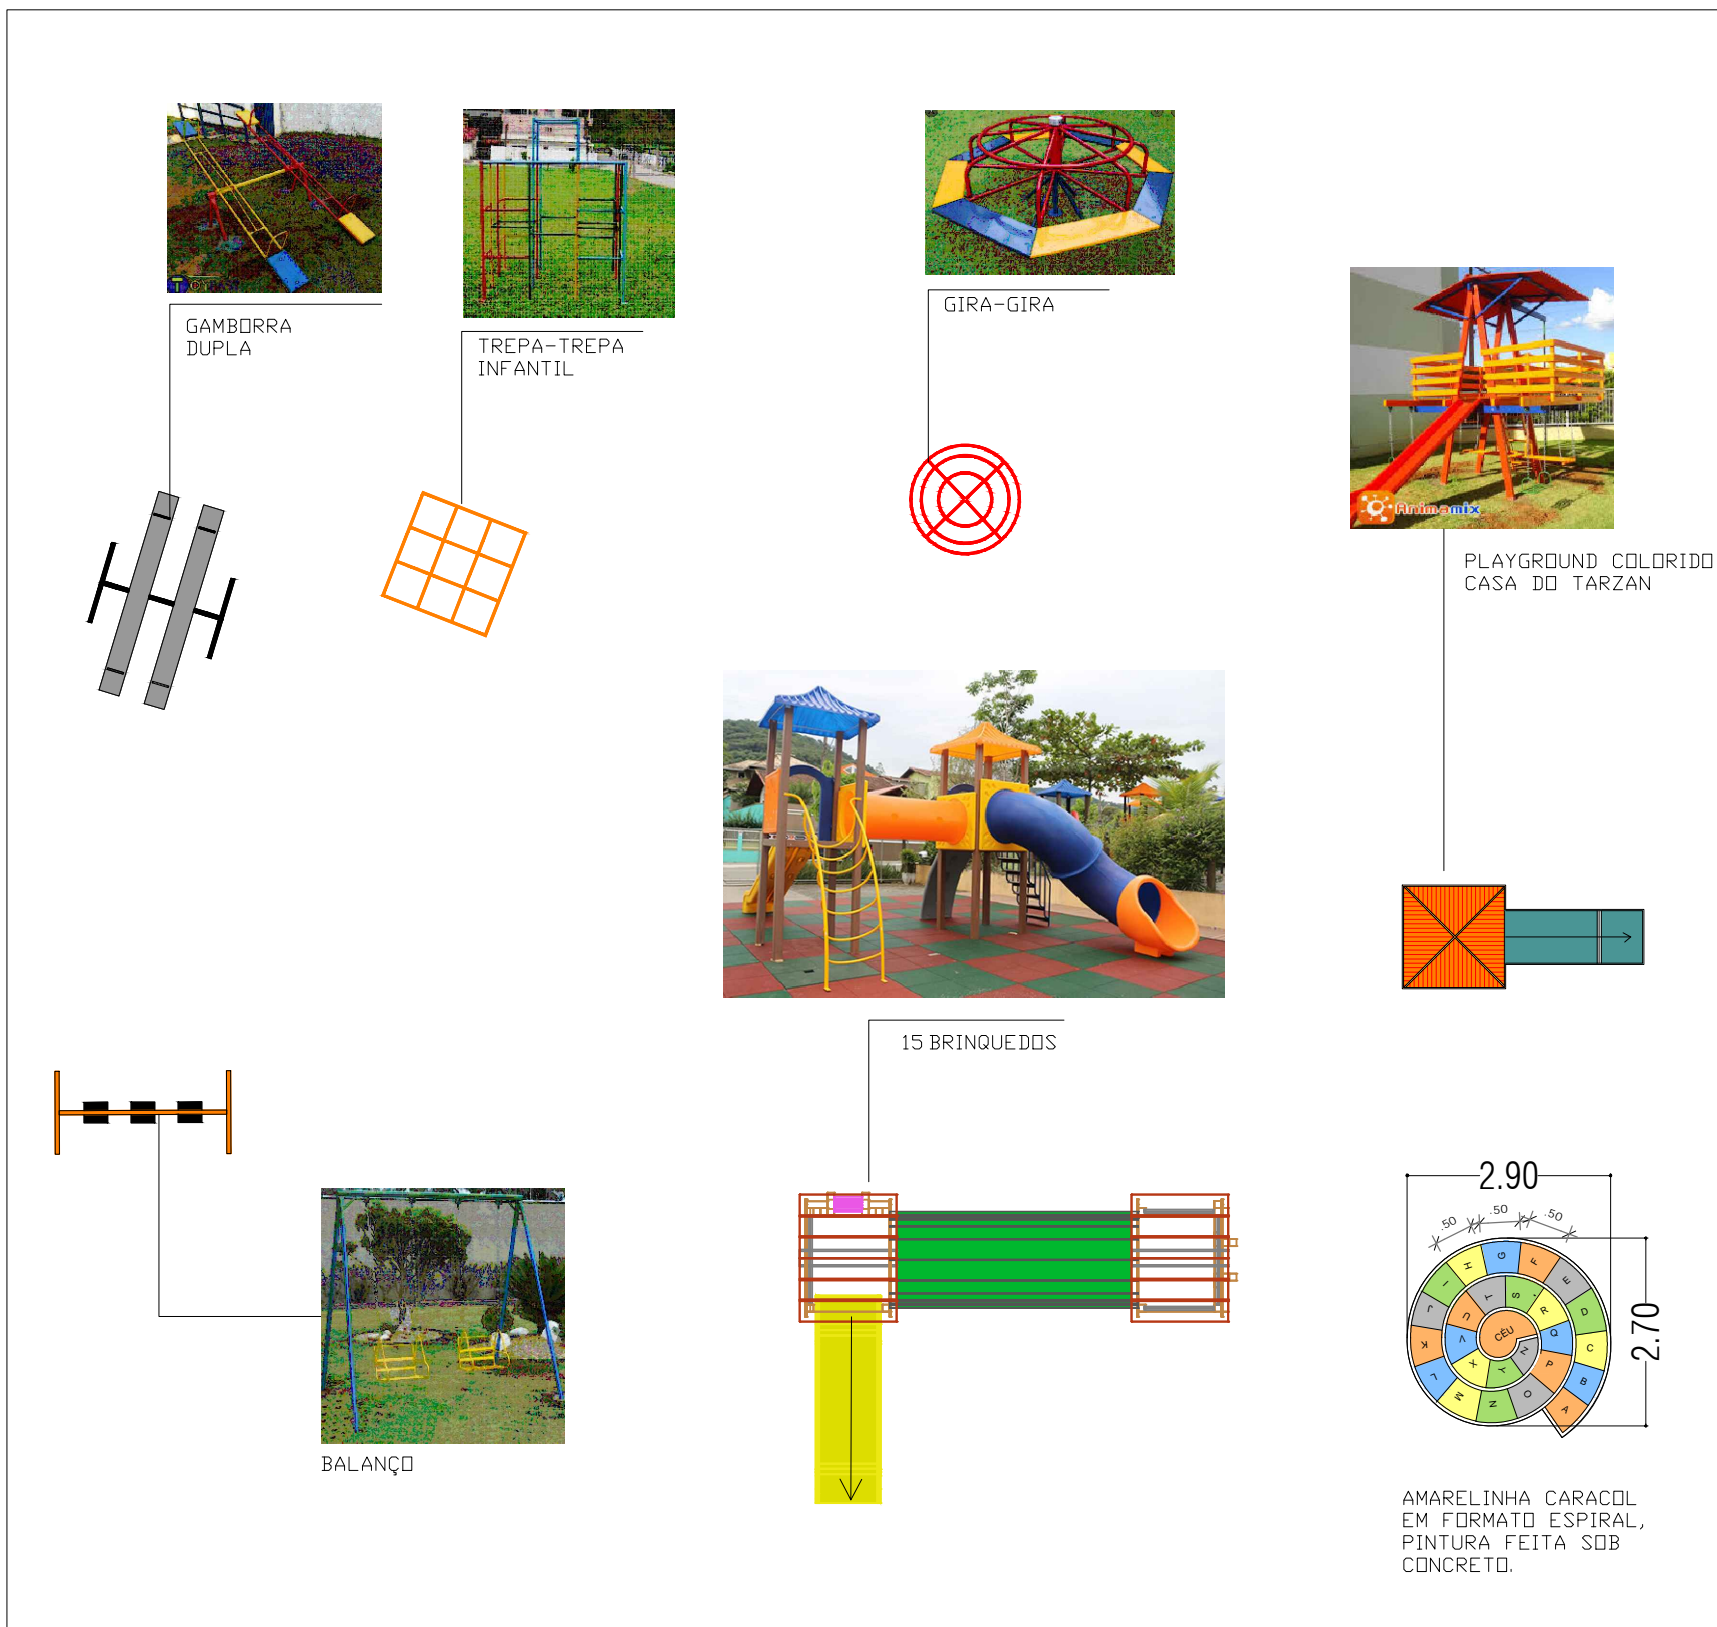 GAMBORRA
DUPLA
TREPA-TREPA
INFANTIL
GIRA-GIRA
Animamix
PLAYGROUND COLORIDO
CASA DO TARZAN
15 BRINQUEDOS
BALANÇO
2.90
.50
.50
.50
2.70
A
B
C
D
E
F
G
H
I
J
K
L
M
N
O
P
Q
R
S
T
U
V
X
Y
Z
CÉU
AMARELINHA CARACOL
EM FORMATO ESPIRAL,
PINTURA FEITA SOB
CONCRETO.